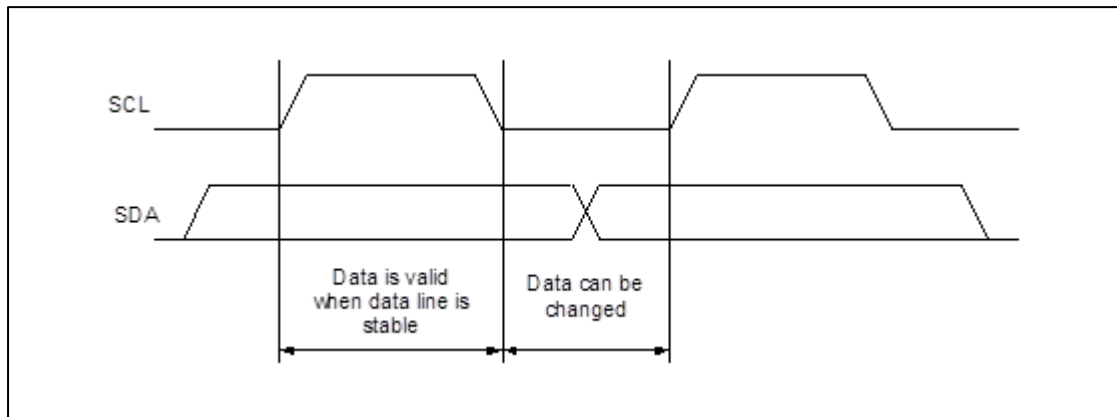 SCL
SDA
Data is valid
when data line is
stable
Data can be
changed